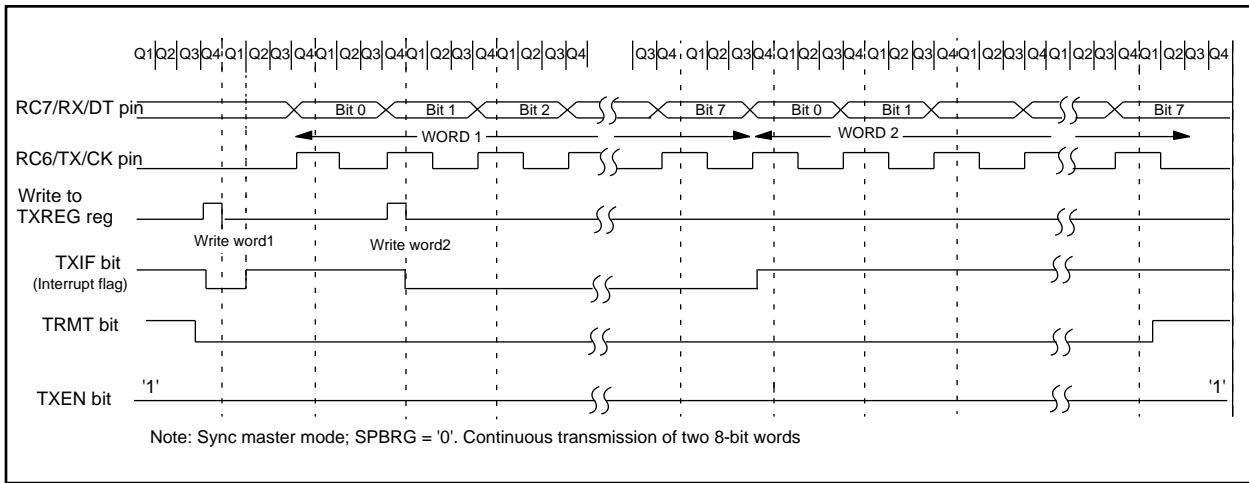 Q1 Q2 Q3 Q4 Q1 Q2 Q3 Q4 Q1 Q2 Q3 Q4 Q1 Q2 Q3 Q4 Q1 Q2 Q3 Q4 Q3 Q4 Q1 Q2 Q3 Q4 Q1 Q2 Q3 Q4 Q1 Q2 Q3 Q4 Q1 Q2 Q3 Q4 Q1 Q2 Q3 Q4 Q1 Q2 Q3 Q4
RC7/RX/DT pin Bit 0 Bit 1 Bit 2 Bit 7 Bit 0 Bit 1 Bit 7
WORD 1 WORD 2
RC6/TX/CK pin
Write to
TXREG reg
Write word1 Write word2
TXIF bit
(Interrupt flag)
TRMT bit
'1' '1'
TXEN bit
Note: Sync master mode; SPBRG = '0'. Continuous transmission of two 8-bit words